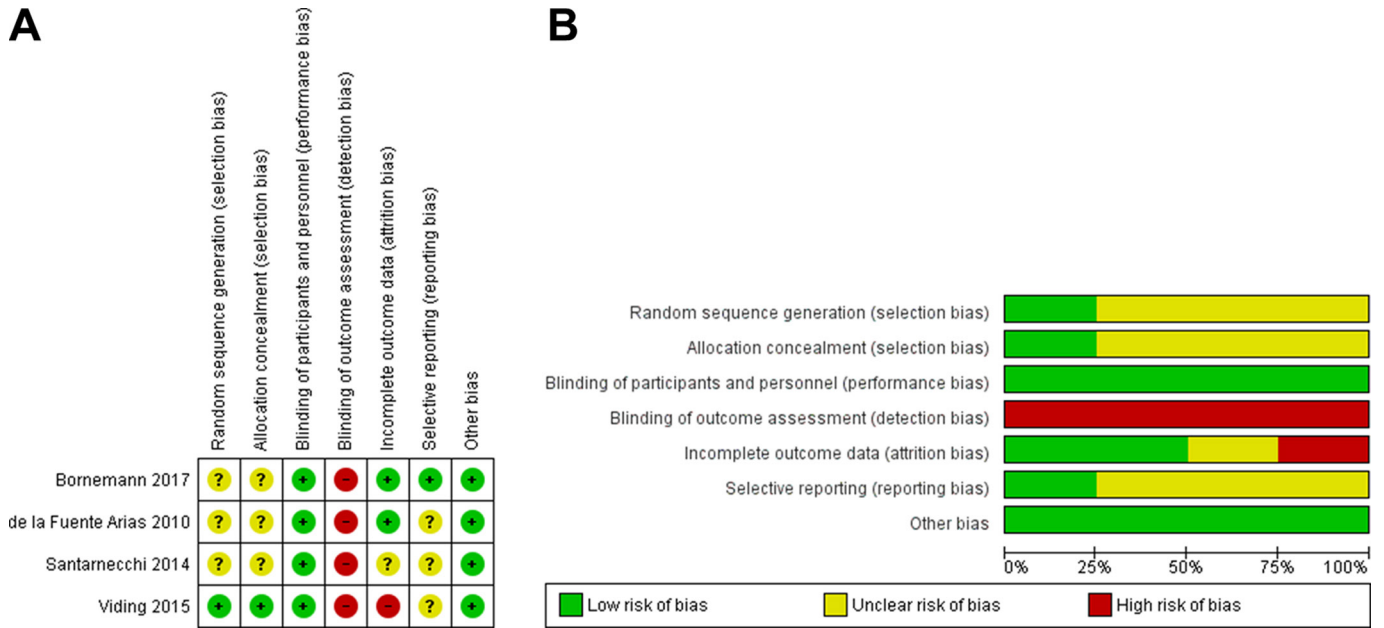 A
Random sequence generation (selection bias)
Allocation concealment (selection bias)
Blinding of participants and personnel (performance bias)
Blinding of outcome assessment (detection bias)
Incomplete outcome data (attrition bias)
Selective reporting (reporting bias)
Other bias
Bornemann 2017 ? ? + - + + +
de la Fuente Arias 2010 ? ? + - + ? +
Santarnecchi 2014 ? ? + - ? ? +
Viding 2015 + + + - - ? +
B
Random sequence generation (selection bias)
Allocation concealment (selection bias)
Blinding of participants and personnel (performance bias)
Blinding of outcome assessment (detection bias)
Incomplete outcome data (attrition bias)
Selective reporting (reporting bias)
Other bias
0% 25% 50% 75% 100%
Low risk of bias Unclear risk of bias High risk of bias